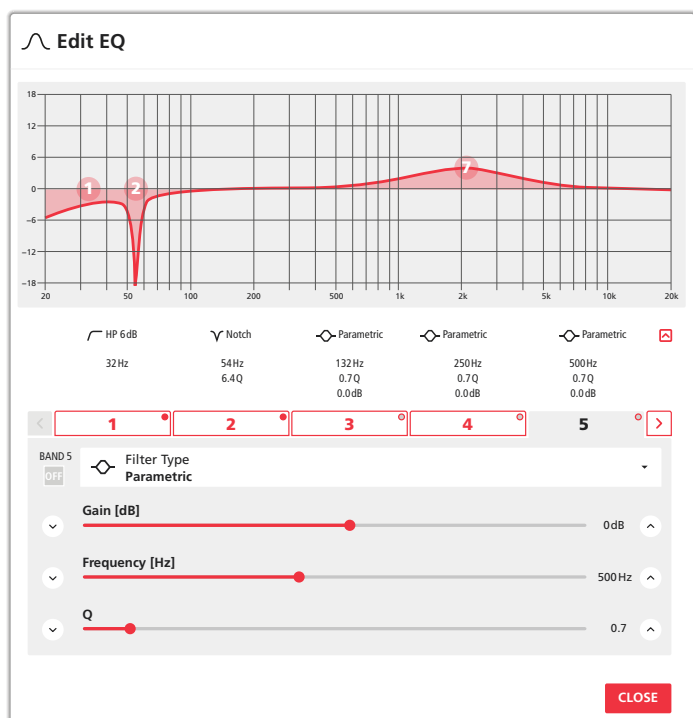 Edit EQ
18
12
6
0
−6
−12
−18
1
2
7
20 50 100 200 500 1k 2k 5k 10k 20k
HP 6dB Notch Parametric Parametric Parametric
32Hz 54Hz 132Hz 250Hz 500Hz
6.4Q 0.7Q 0.7Q 0.7Q
0.0dB 0.0dB 0.0dB
1 2 3 4 5
BAND 5
OFF
Filter Type
Parametric
Gain [dB]
0dB
Frequency [Hz]
500Hz
Q
0.7
CLOSE